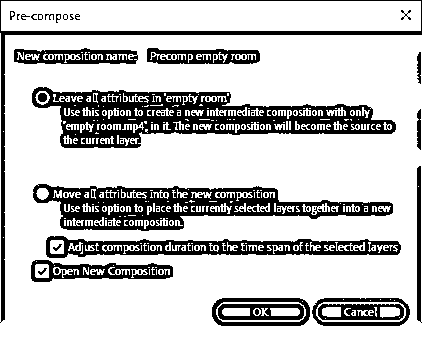 Pre-compose
New composition name: Precomp empty room
Leave all attributes in 'empty room'
Use this option to create a new intermediate composition with only
"empty room.mp4" in it. The new composition will become the source to
the current layer.
Move all attributes into the new composition
Use this option to place the currently selected layers together into a new
intermediate composition.
Adjust composition duration to the time span of the selected layers
Open New Composition
OK Cancel